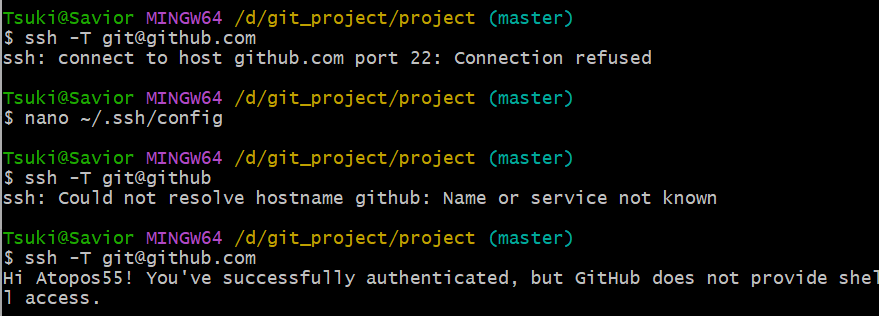 Tsuki@Savior MINGW64 /d/git_project/project (master)
$ ssh -T git@github.com
ssh: connect to host github.com port 22: Connection refused
Tsuki@Savior MINGW64 /d/git_project/project (master)
$ nano ~/.ssh/config
Tsuki@Savior MINGW64 /d/git_project/project (master)
$ ssh -T git@github
ssh: Could not resolve hostname github: Name or service not known
Tsuki@Savior MINGW64 /d/git_project/project (master)
$ ssh -T git@github.com
Hi Atopos55! You've successfully authenticated, but GitHub does not provide shel
l access.